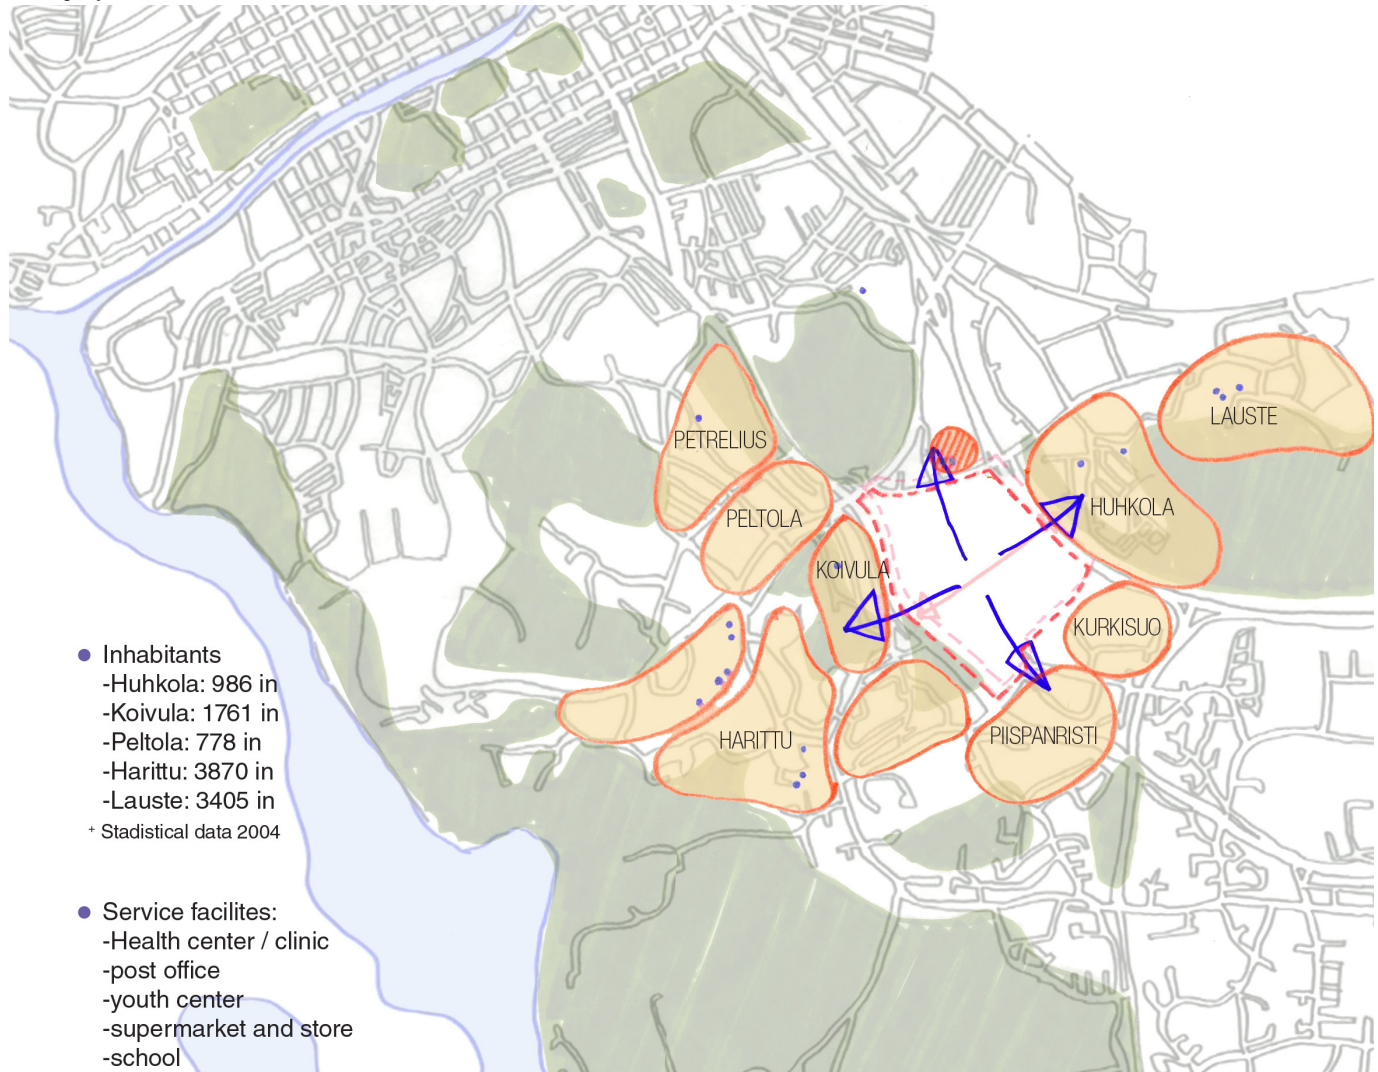 LAUSTE
PETRELIUS
HUHKOLA
PELTOLA
KOIVULA
KURKISUO
HARITTU
PIISPANRISTI
Inhabitants
-Huhkola: 986 in
-Koivula: 1761 in
-Peltola: 778 in
-Harittu: 3870 in
-Lauste: 3405 in
+ Stadistical data 2004
Service facilites:
-Health center / clinic
-post office
-youth center
-supermarket and store
-school